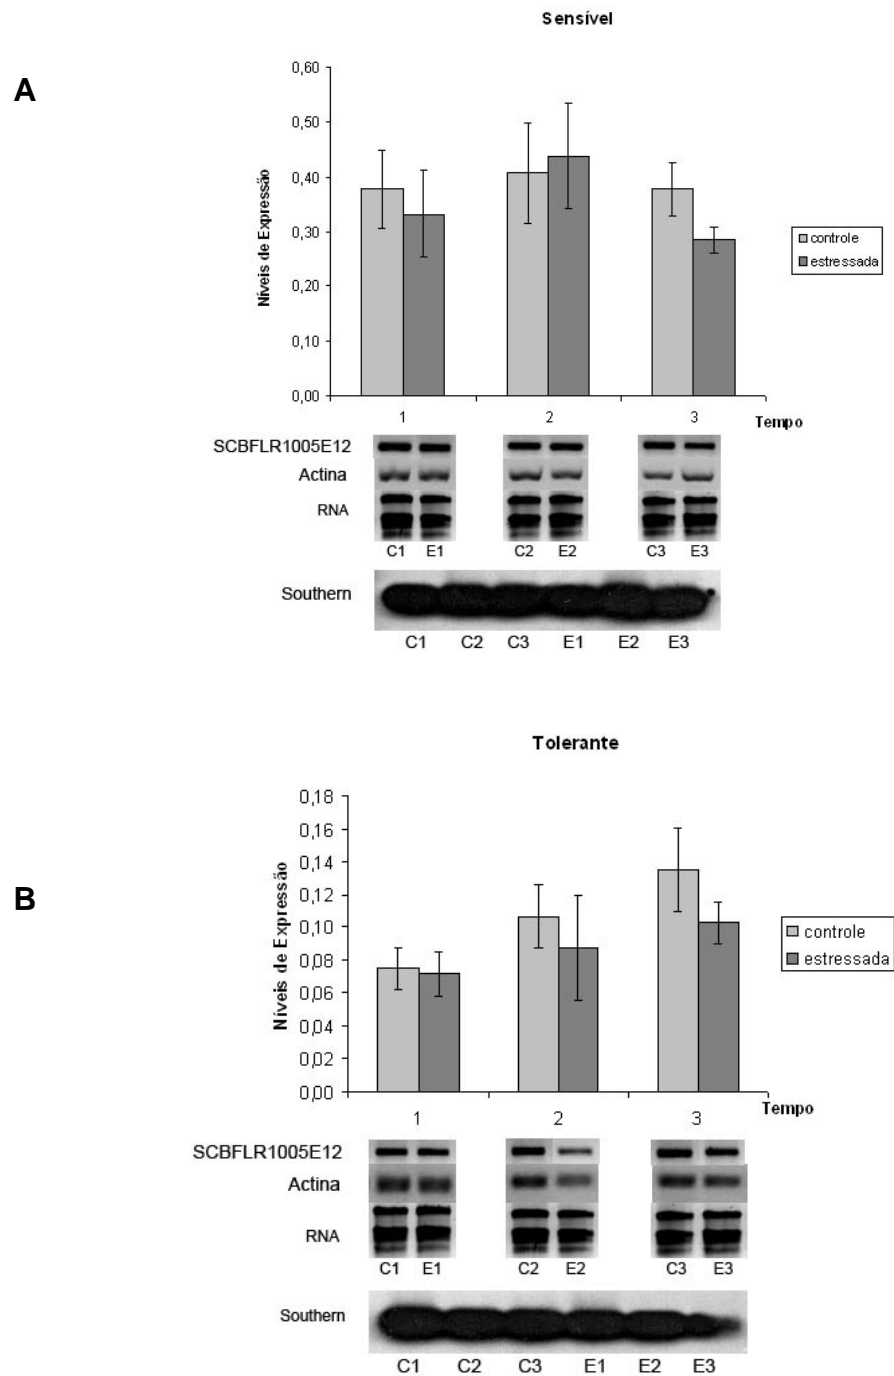 Sensível
A
0,60
0,50
0,40
0,30
0,20
0,10
0,00
Níveis de Expressão
controle
estressada
1 2 3 Tempo
SCBFLR1005E12
Actina
RNA
C1 E1 C2 E2 C3 E3
Southern
C1 C2 C3 E1 E2 E3
Tolerante
B
0,18
0,16
0,14
0,12
0,10
0,08
0,06
0,04
0,02
0,00
Níveis de Expressão
controle
estressada
1 2 3 Tempo
SCBFLR1005E12
Actina
RNA
C1 E1 C2 E2 C3 E3
Southern
C1 C2 C3 E1 E2 E3